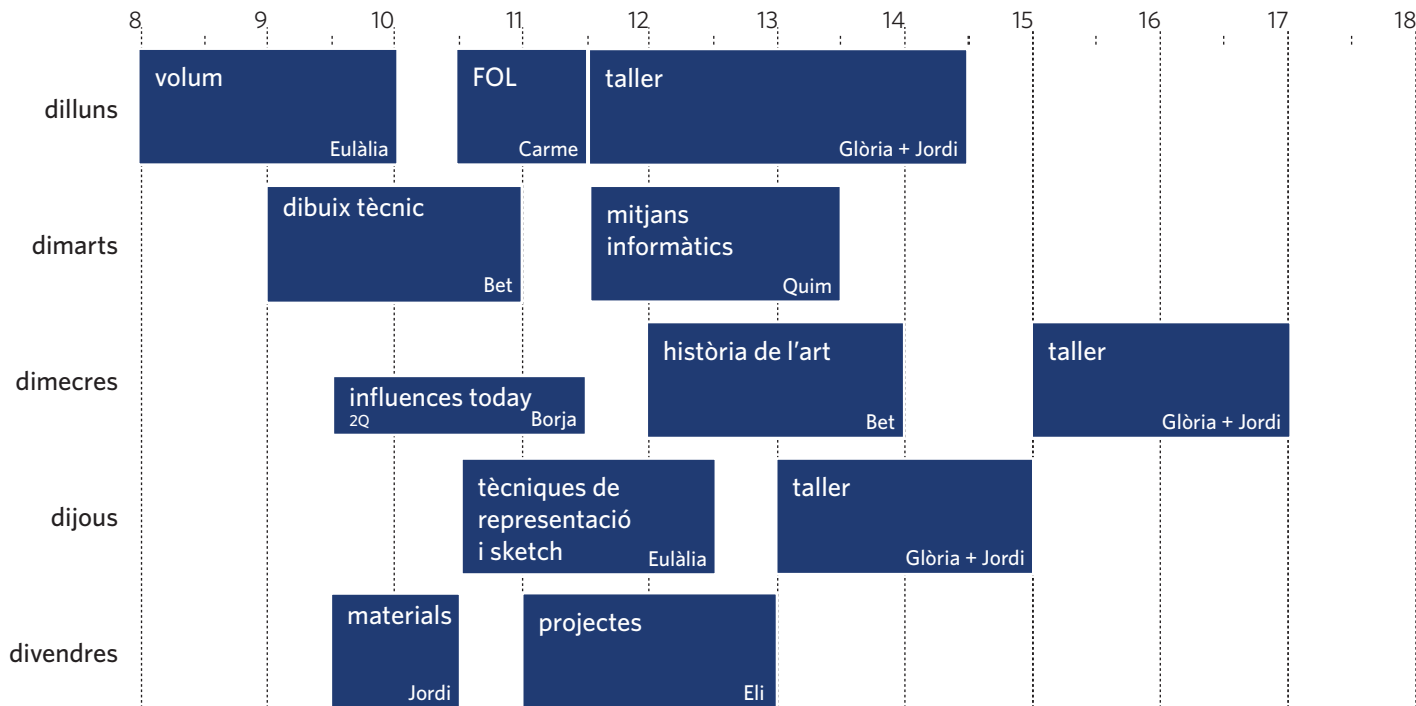 8 9 10 11 12 13 14 15 16 17 18
dilluns
volum
Eulàlia
FOL
Carme
taller
Glòria + Jordi
dimarts
dibuix tècnic
Bet
mitjans
informàtics
Quim
dimecres
influences today
2Q
Borja
història de l’art
Bet
taller
Glòria + Jordi
dijous
tècniques de
representació
i sketch
Eulàlia
taller
Glòria + Jordi
divendres
materials
Jordi
projectes
Eli